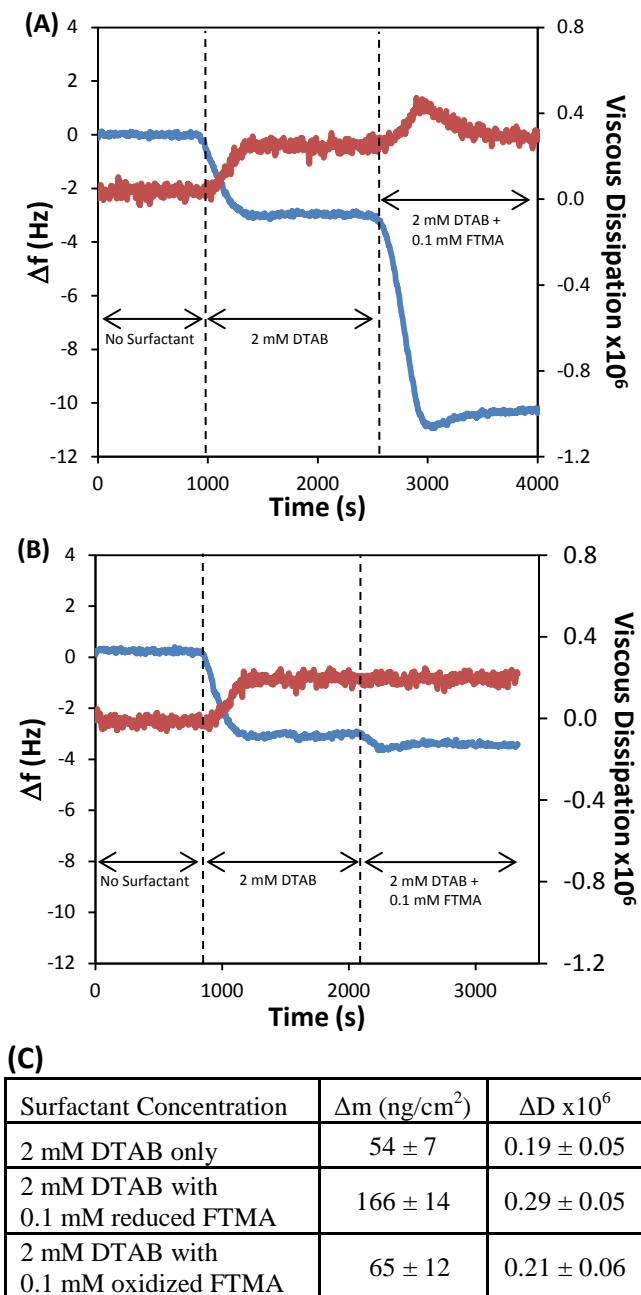 (A)
4
2
0
-2
-4
-6
-8
-10
-12
Δf (Hz)
0.8
0.4
0.0
-0.4
-0.8
-1.2
Viscous Dissipation x10⁶
No Surfactant
2 mM DTAB
2 mM DTAB +
0.1 mM FTMA
0 1000 2000 3000 4000
Time (s)
(B)
4
2
0
-2
-4
-6
-8
-10
-12
Δf (Hz)
0.8
0.4
0.0
-0.4
-0.8
-1.2
Viscous Dissipation x10⁶
No Surfactant
2 mM DTAB
2 mM DTAB +
0.1 mM FTMA
0 1000 2000 3000
Time (s)
(C)
Surfactant Concentration Δm (ng/cm²) ΔD x10⁶
2 mM DTAB only 54 ± 7 0.19 ± 0.05
2 mM DTAB with
0.1 mM reduced FTMA 166 ± 14 0.29 ± 0.05
2 mM DTAB with
0.1 mM oxidized FTMA 65 ± 12 0.21 ± 0.06